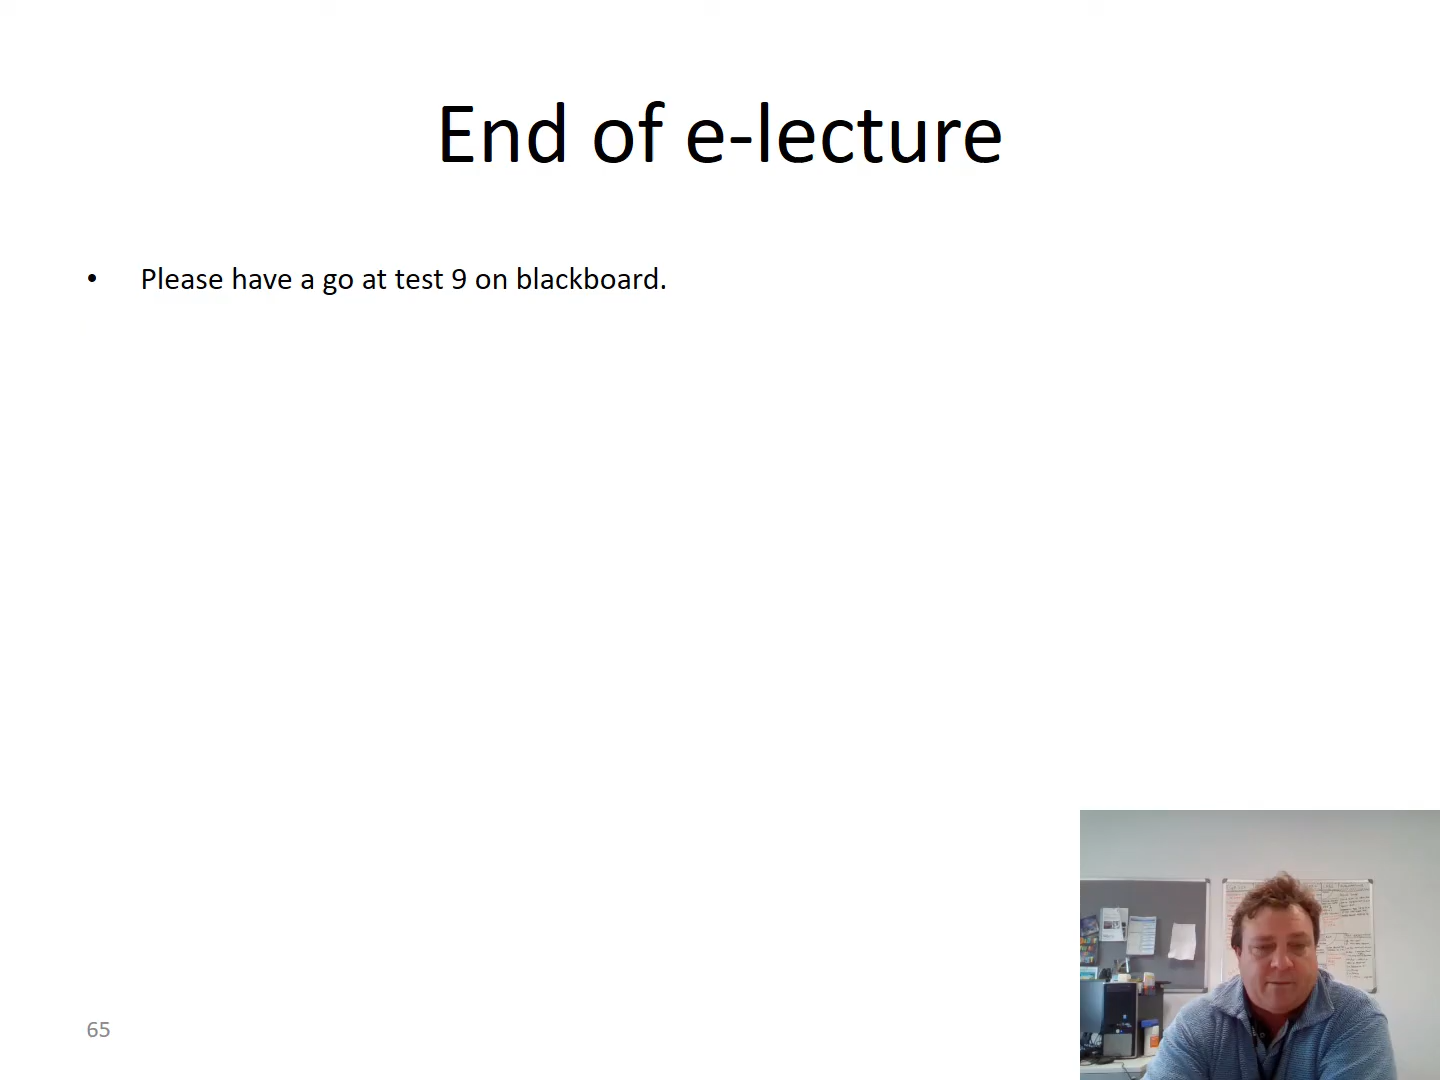 End of e-lecture
• Please have a go at test 9 on blackboard.
65